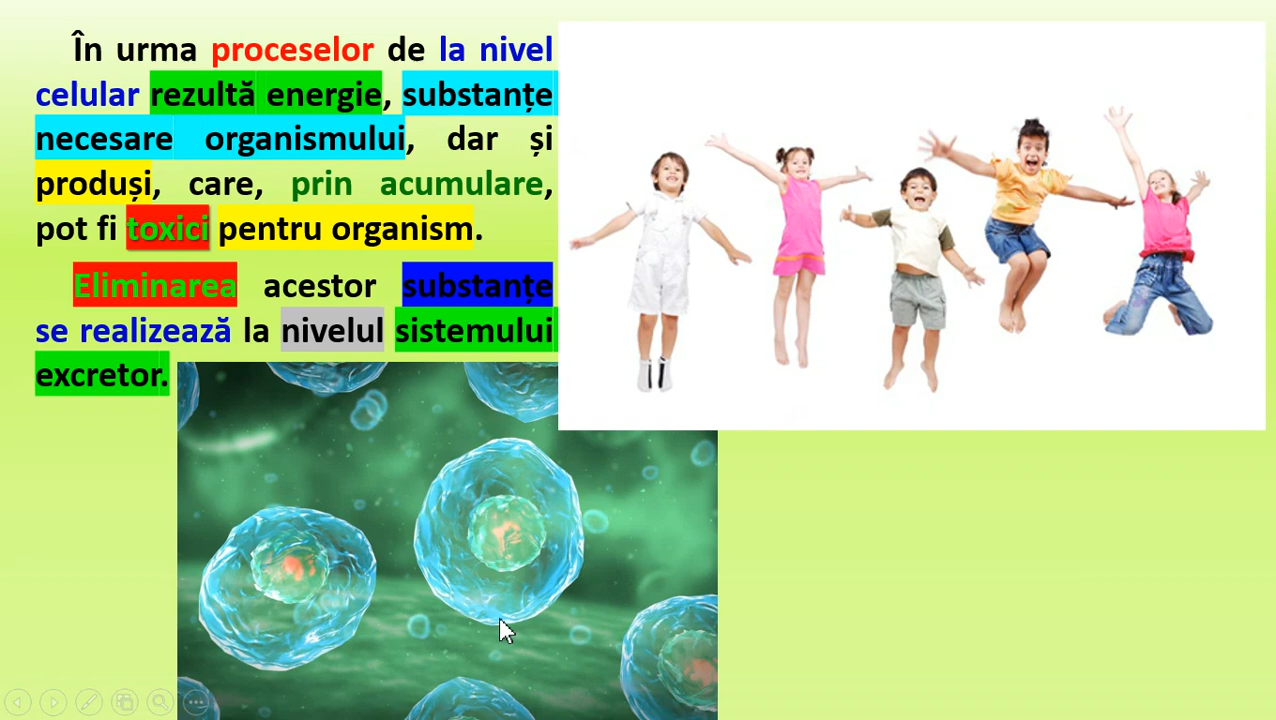 În urma proceselor de la nivel
celular rezultă energie, substanțe
necesare organismului, dar și
produși, care, prin acumulare,
pot fi toxici pentru organism.
Eliminarea acestor substanțe
se realizează la nivelul sistemului
excretor.